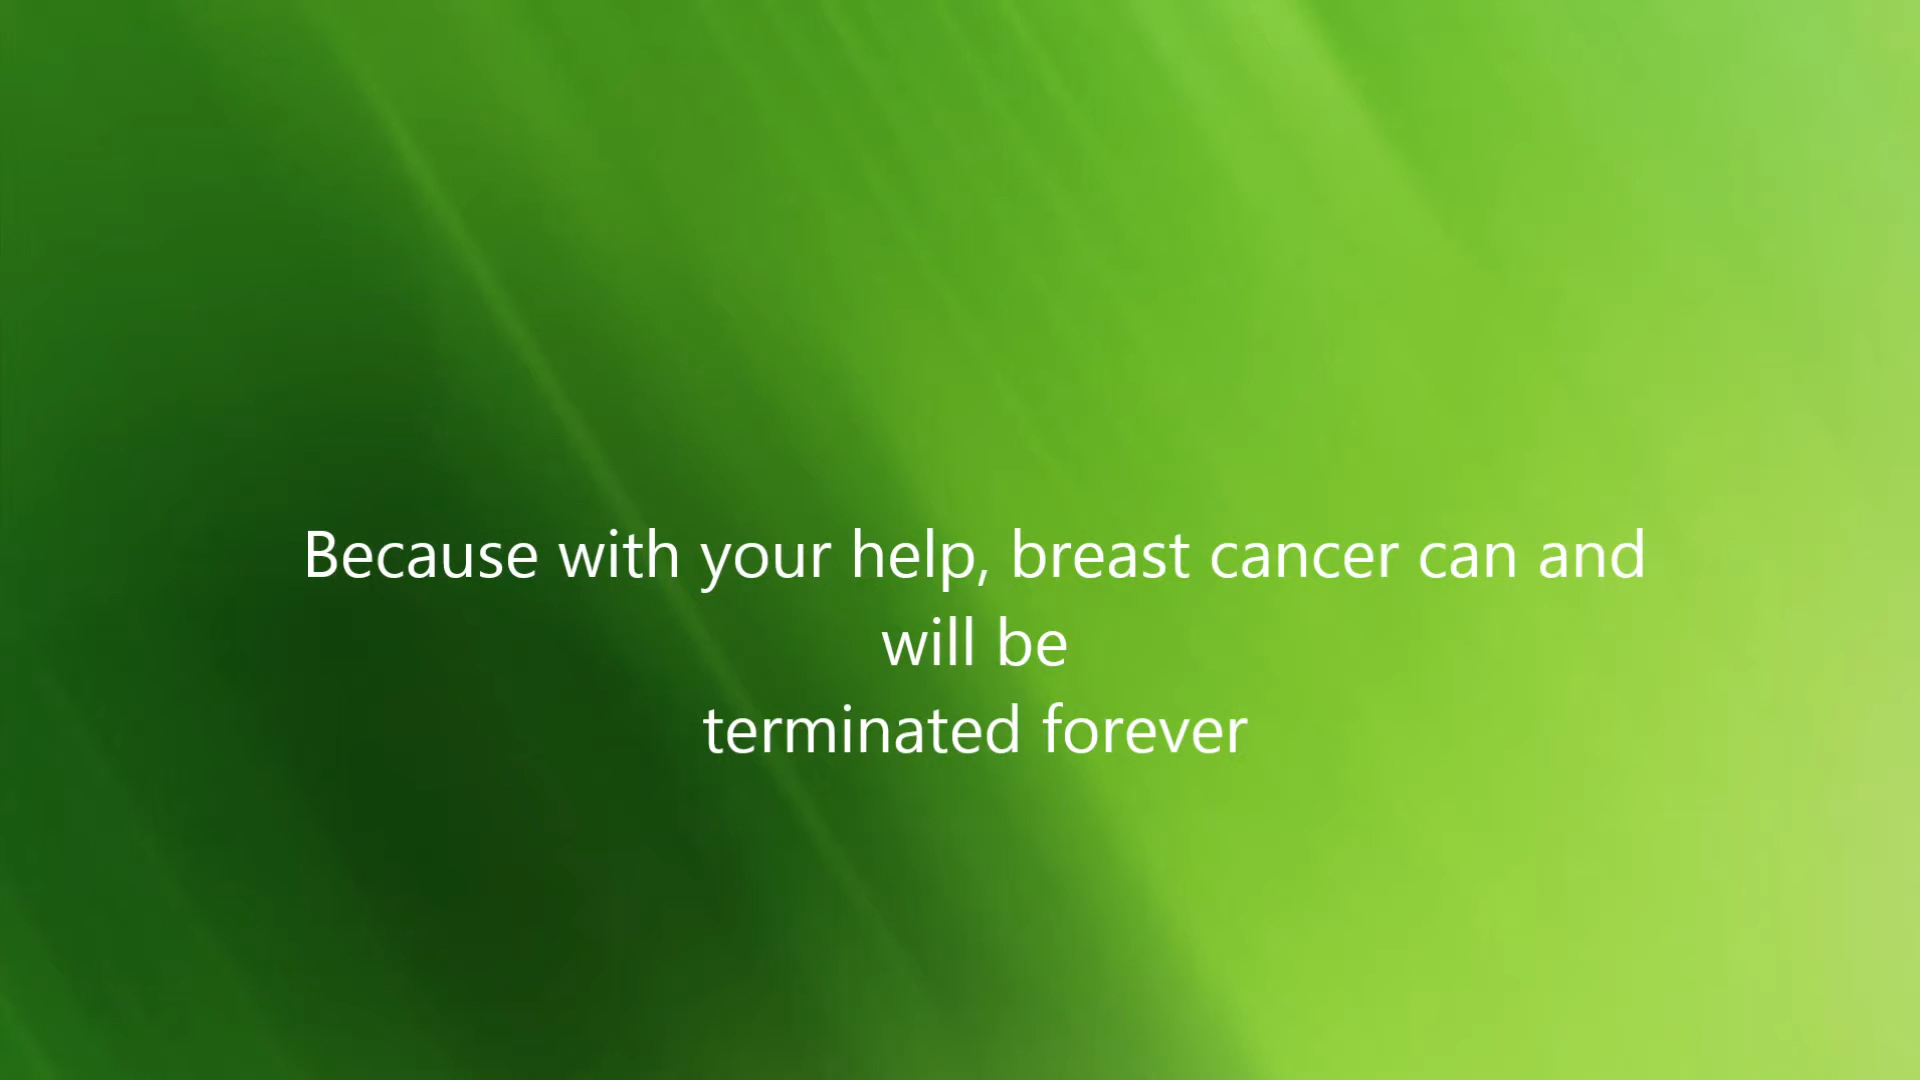 Because with your help, breast cancer can and
will be
terminated forever